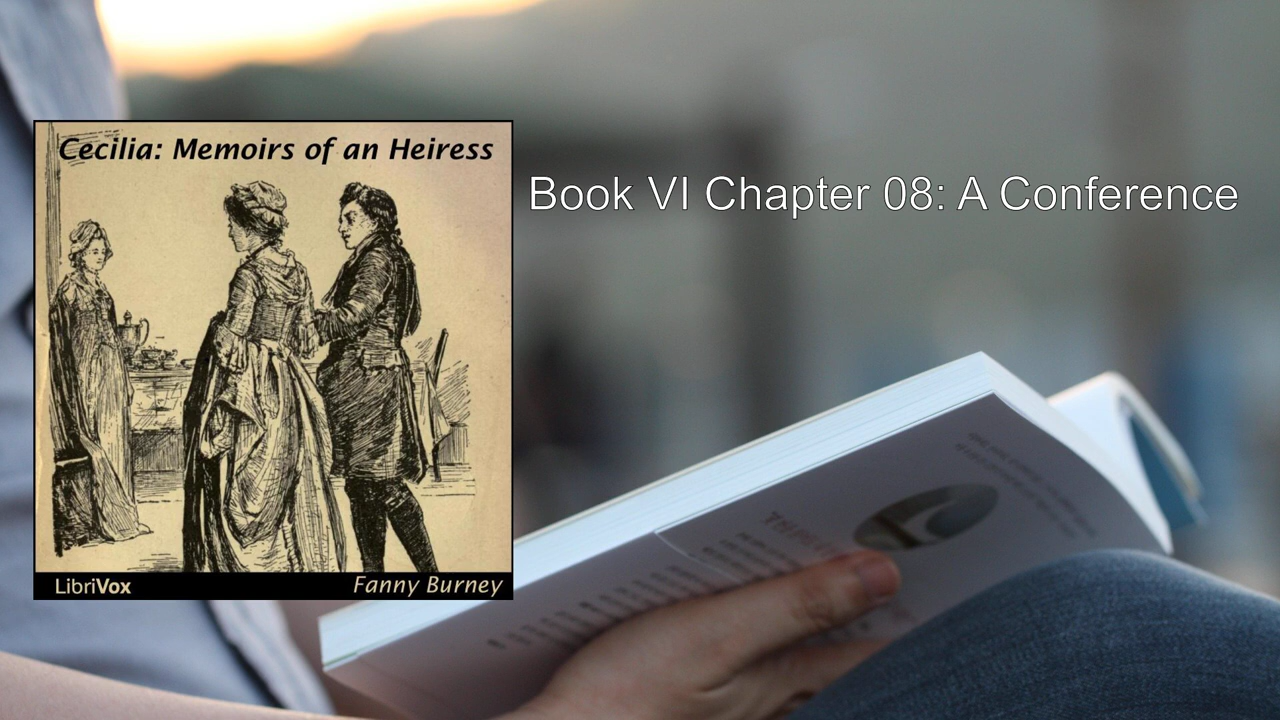 Cecilia: Memoirs of an Heiress
Book VI Chapter 08: A Conference
LibriVox
Fanny Burney